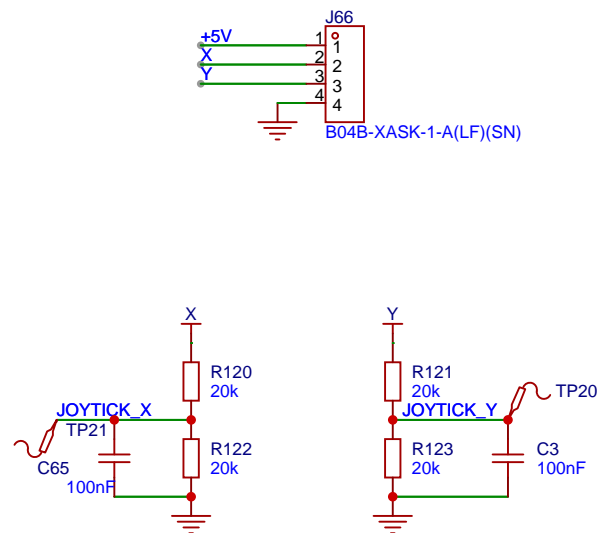 J66
+5V
1
1
X
2
2
Y
3
3
4
4
B04B-XASK-1-A(LF)(SN)
X
Y
R120
20k
R121
20k
TP20
JOYTICK_X
JOYTICK_Y
TP21
R122
20k
R123
20k
C3
100nF
C65
100nF